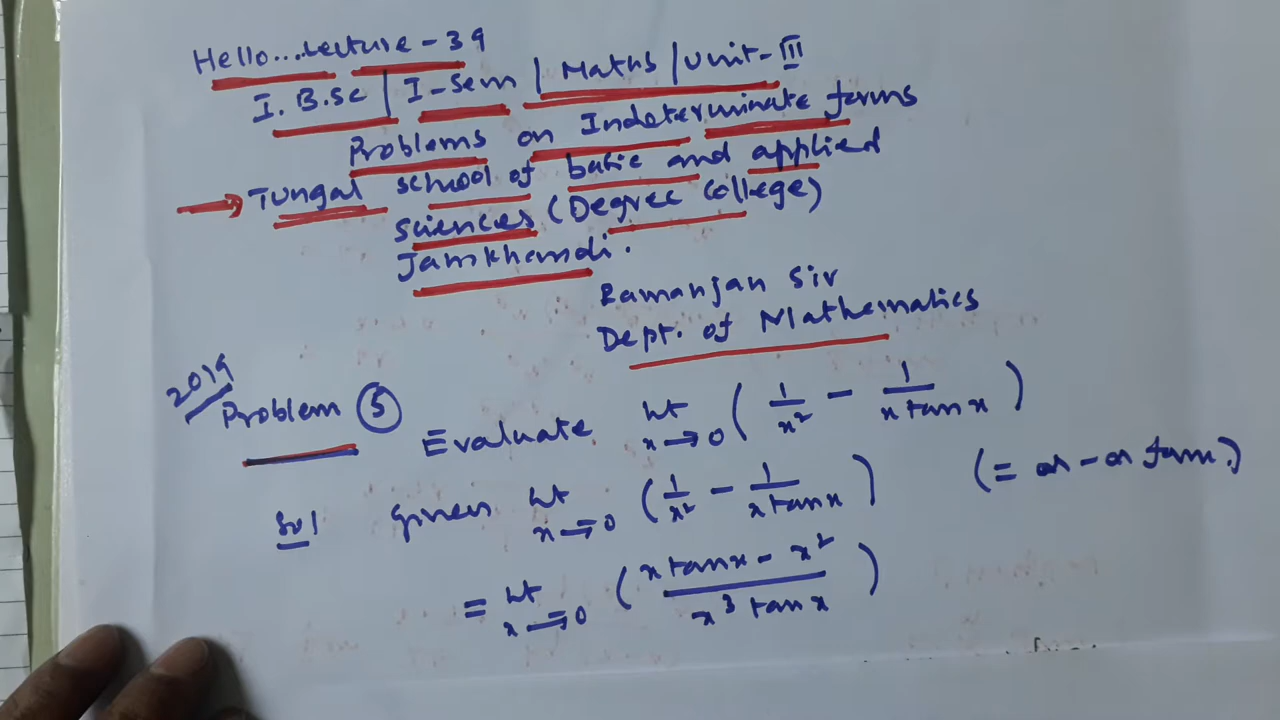 Hello...Lecture-39
I. B.Sc | I-Sem | Maths | Unit-III
Problems on Indeterminate forms
→ Tungal school of basic and applied
sciences (Degree College)
Jamkhandi.
Ramanjan Sir
Dept. of Mathematics
2019
Problem ⑤ Evaluate Lt x→0 (1/x² - 1/(x tan x))
Sol given Lt x→0 (1/x² - 1/(x tan x)) (= ∞ - ∞ form.)
= Lt x→0 ((x tan x - x²)/(x³ tan x))